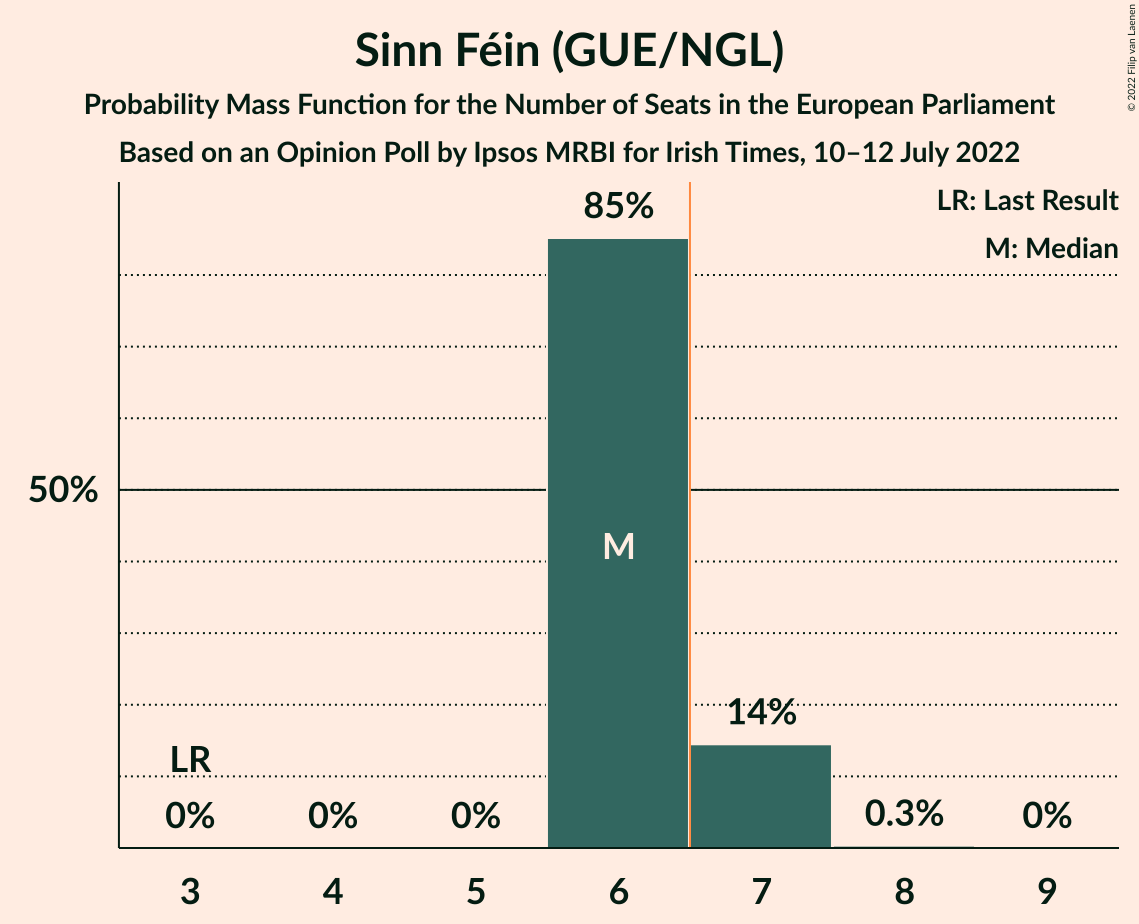 Sinn Féin (GUE/NGL)
Probability Mass Function for the Number of Seats in the European Parliament
Based on an Opinion Poll by Ipsos MRBI for Irish Times, 10–12 July 2022
© 2022 Filip van Laenen
LR: Last Result
M: Median
85%
50%
M
14%
LR
0% 0% 0% 0.3% 0%
3 4 5 6 7 8 9